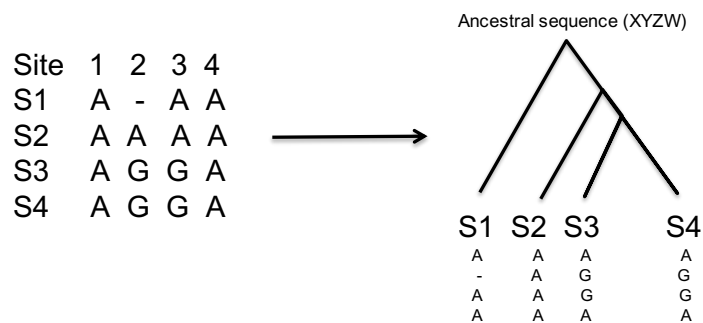 Ancestral sequence (XYZW)
Site 1 2 3 4
S1 A - A A
S2 A A A A
S3 A G G A
S4 A G G A
S1 S2 S3 S4
A A A A
- A G G
A A G G
A A A A